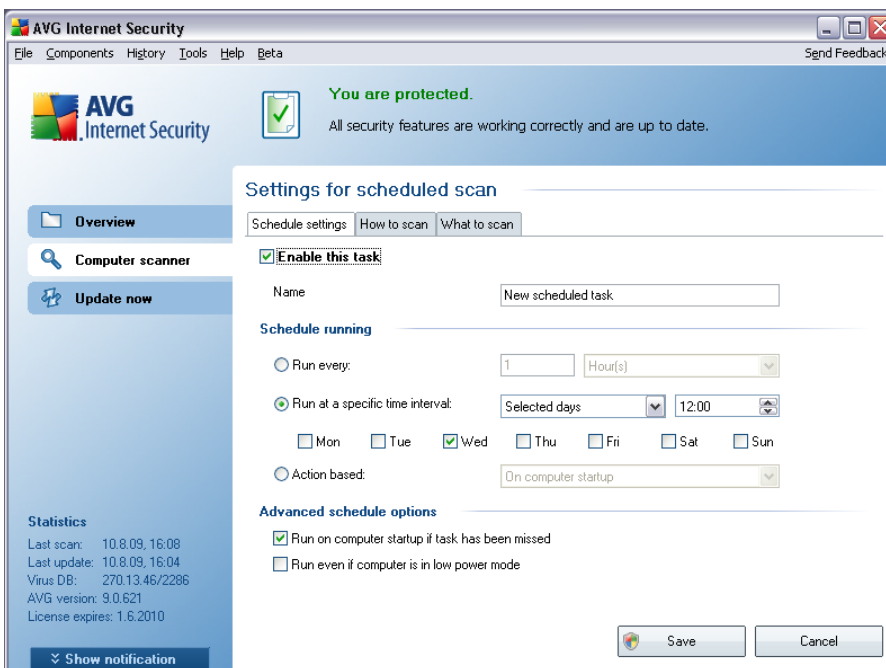 AVG Internet Security
File Components History Tools Help Beta
Send Feedback
AVG
Internet Security
You are protected.
All security features are working correctly and are up to date.
Overview
Computer scanner
Update now
Settings for scheduled scan
Schedule settings How to scan What to scan
Enable this task
Name New scheduled task
Schedule running
Run every: 1 Hour(s)
Run at a specific time interval: Selected days 12:00
Mon Tue Wed Thu Fri Sat Sun
Action based: On computer startup
Advanced schedule options
Run on computer startup if task has been missed
Run even if computer is in low power mode
Statistics
Last scan: 10.8.09, 16:08
Last update: 10.8.09, 16:04
Virus DB: 270.13.46/2286
AVG version: 9.0.621
License expires: 1.6.2010
Show notification
Save Cancel